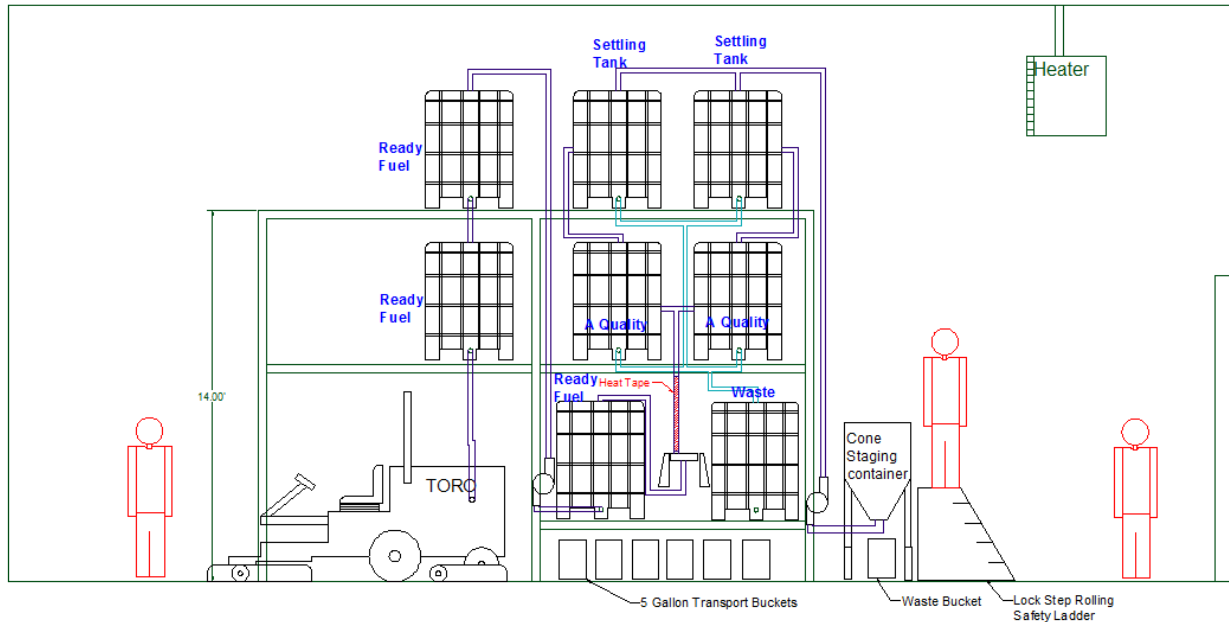 Settling
Tank
Settling
Tank
Heater
Ready
Fuel
Ready
Fuel
A Quality
A Quality
14.00'
Ready
Fuel
Heat Tape
Waste
Cone
Staging
container
TORO
5 Gallon Transport Buckets
Waste Bucket
Lock Step Rolling
Safety Ladder